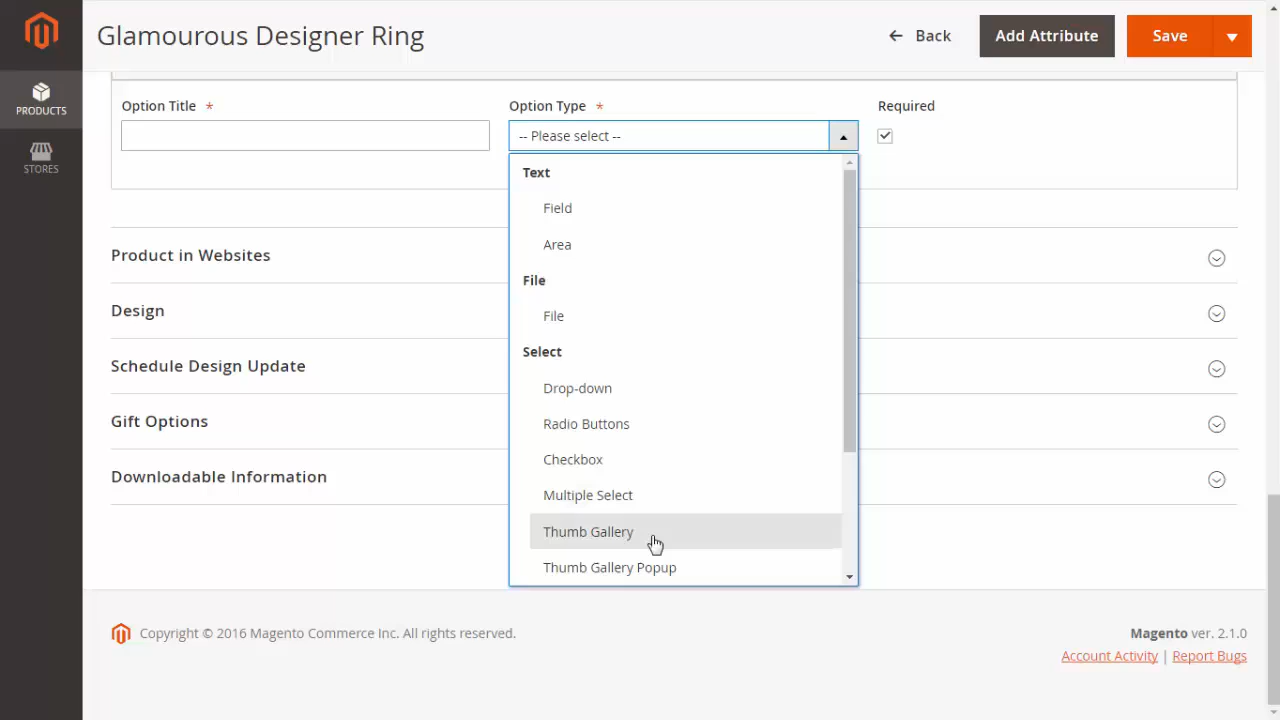 Glamourous Designer Ring
Back
Add Attribute
Save
PRODUCTS
STORES
Option Title *
Option Type *
Required
-- Please select --
Text
Field
Area
File
File
Select
Drop-down
Radio Buttons
Checkbox
Multiple Select
Thumb Gallery
Thumb Gallery Popup
Product in Websites
Design
Schedule Design Update
Gift Options
Downloadable Information
Copyright © 2016 Magento Commerce Inc. All rights reserved.
Magento ver. 2.1.0
Account Activity | Report Bugs